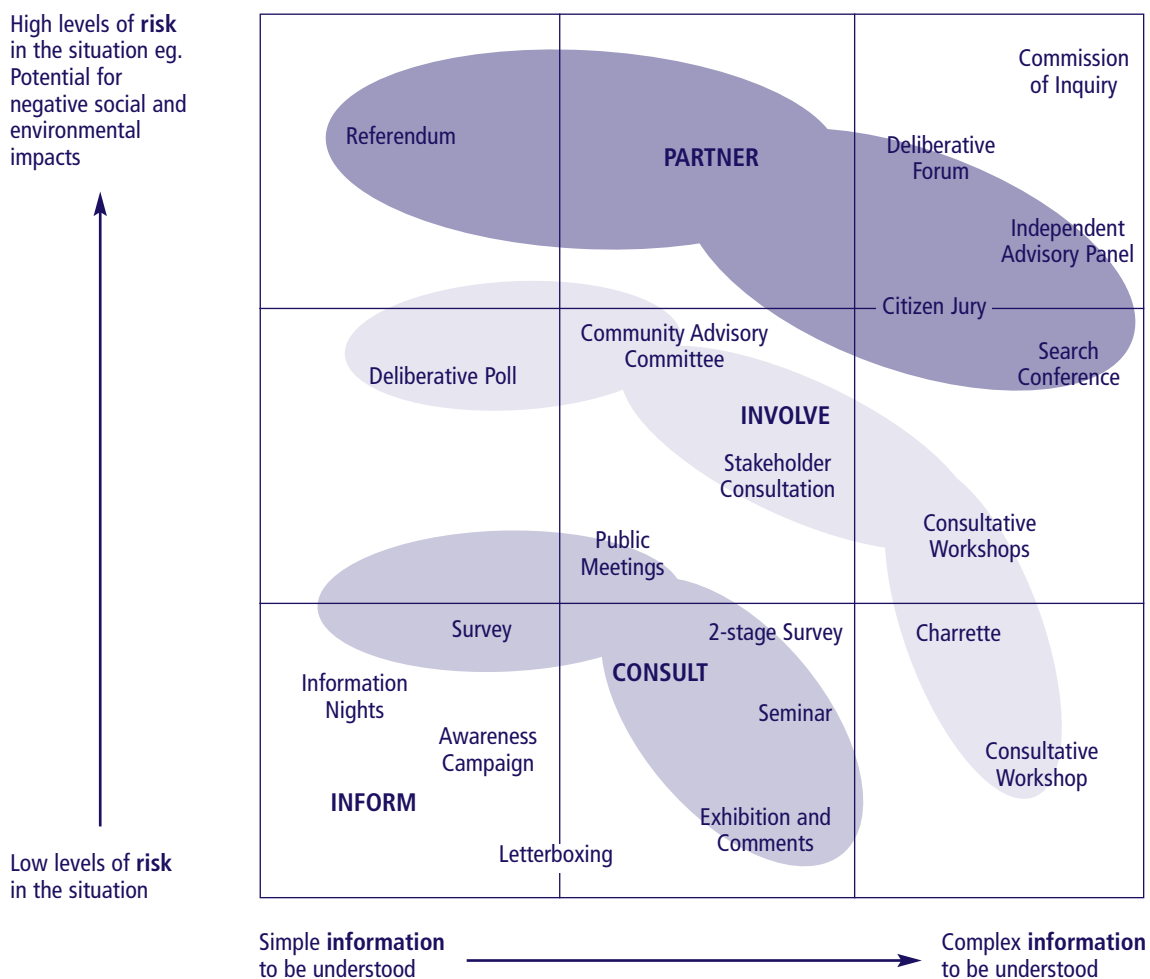 High levels of risk
in the situation eg.
Potential for
negative social and
environmental
impacts
Commission
of Inquiry
Referendum
PARTNER
Deliberative
Forum
Independent
Advisory Panel
Citizen Jury
Search
Conference
Community Advisory
Committee
Deliberative Poll
INVOLVE
Stakeholder
Consultation
Consultative
Workshops
Public
Meetings
Survey
2-stage Survey
Charrette
Information
Nights
CONSULT
Seminar
Awareness
Campaign
Consultative
Workshop
INFORM
Exhibition and
Comments
Letterboxing
Low levels of risk
in the situation
Simple information
to be understood
Complex information
to be understood